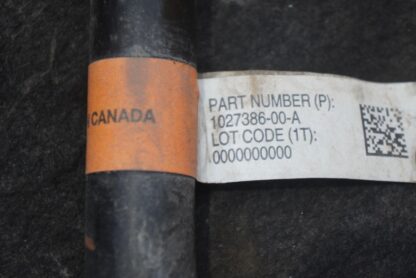 CANADA
PART NUMBER (P):
1027386-00-A
LOT CODE (1T):
0000000000